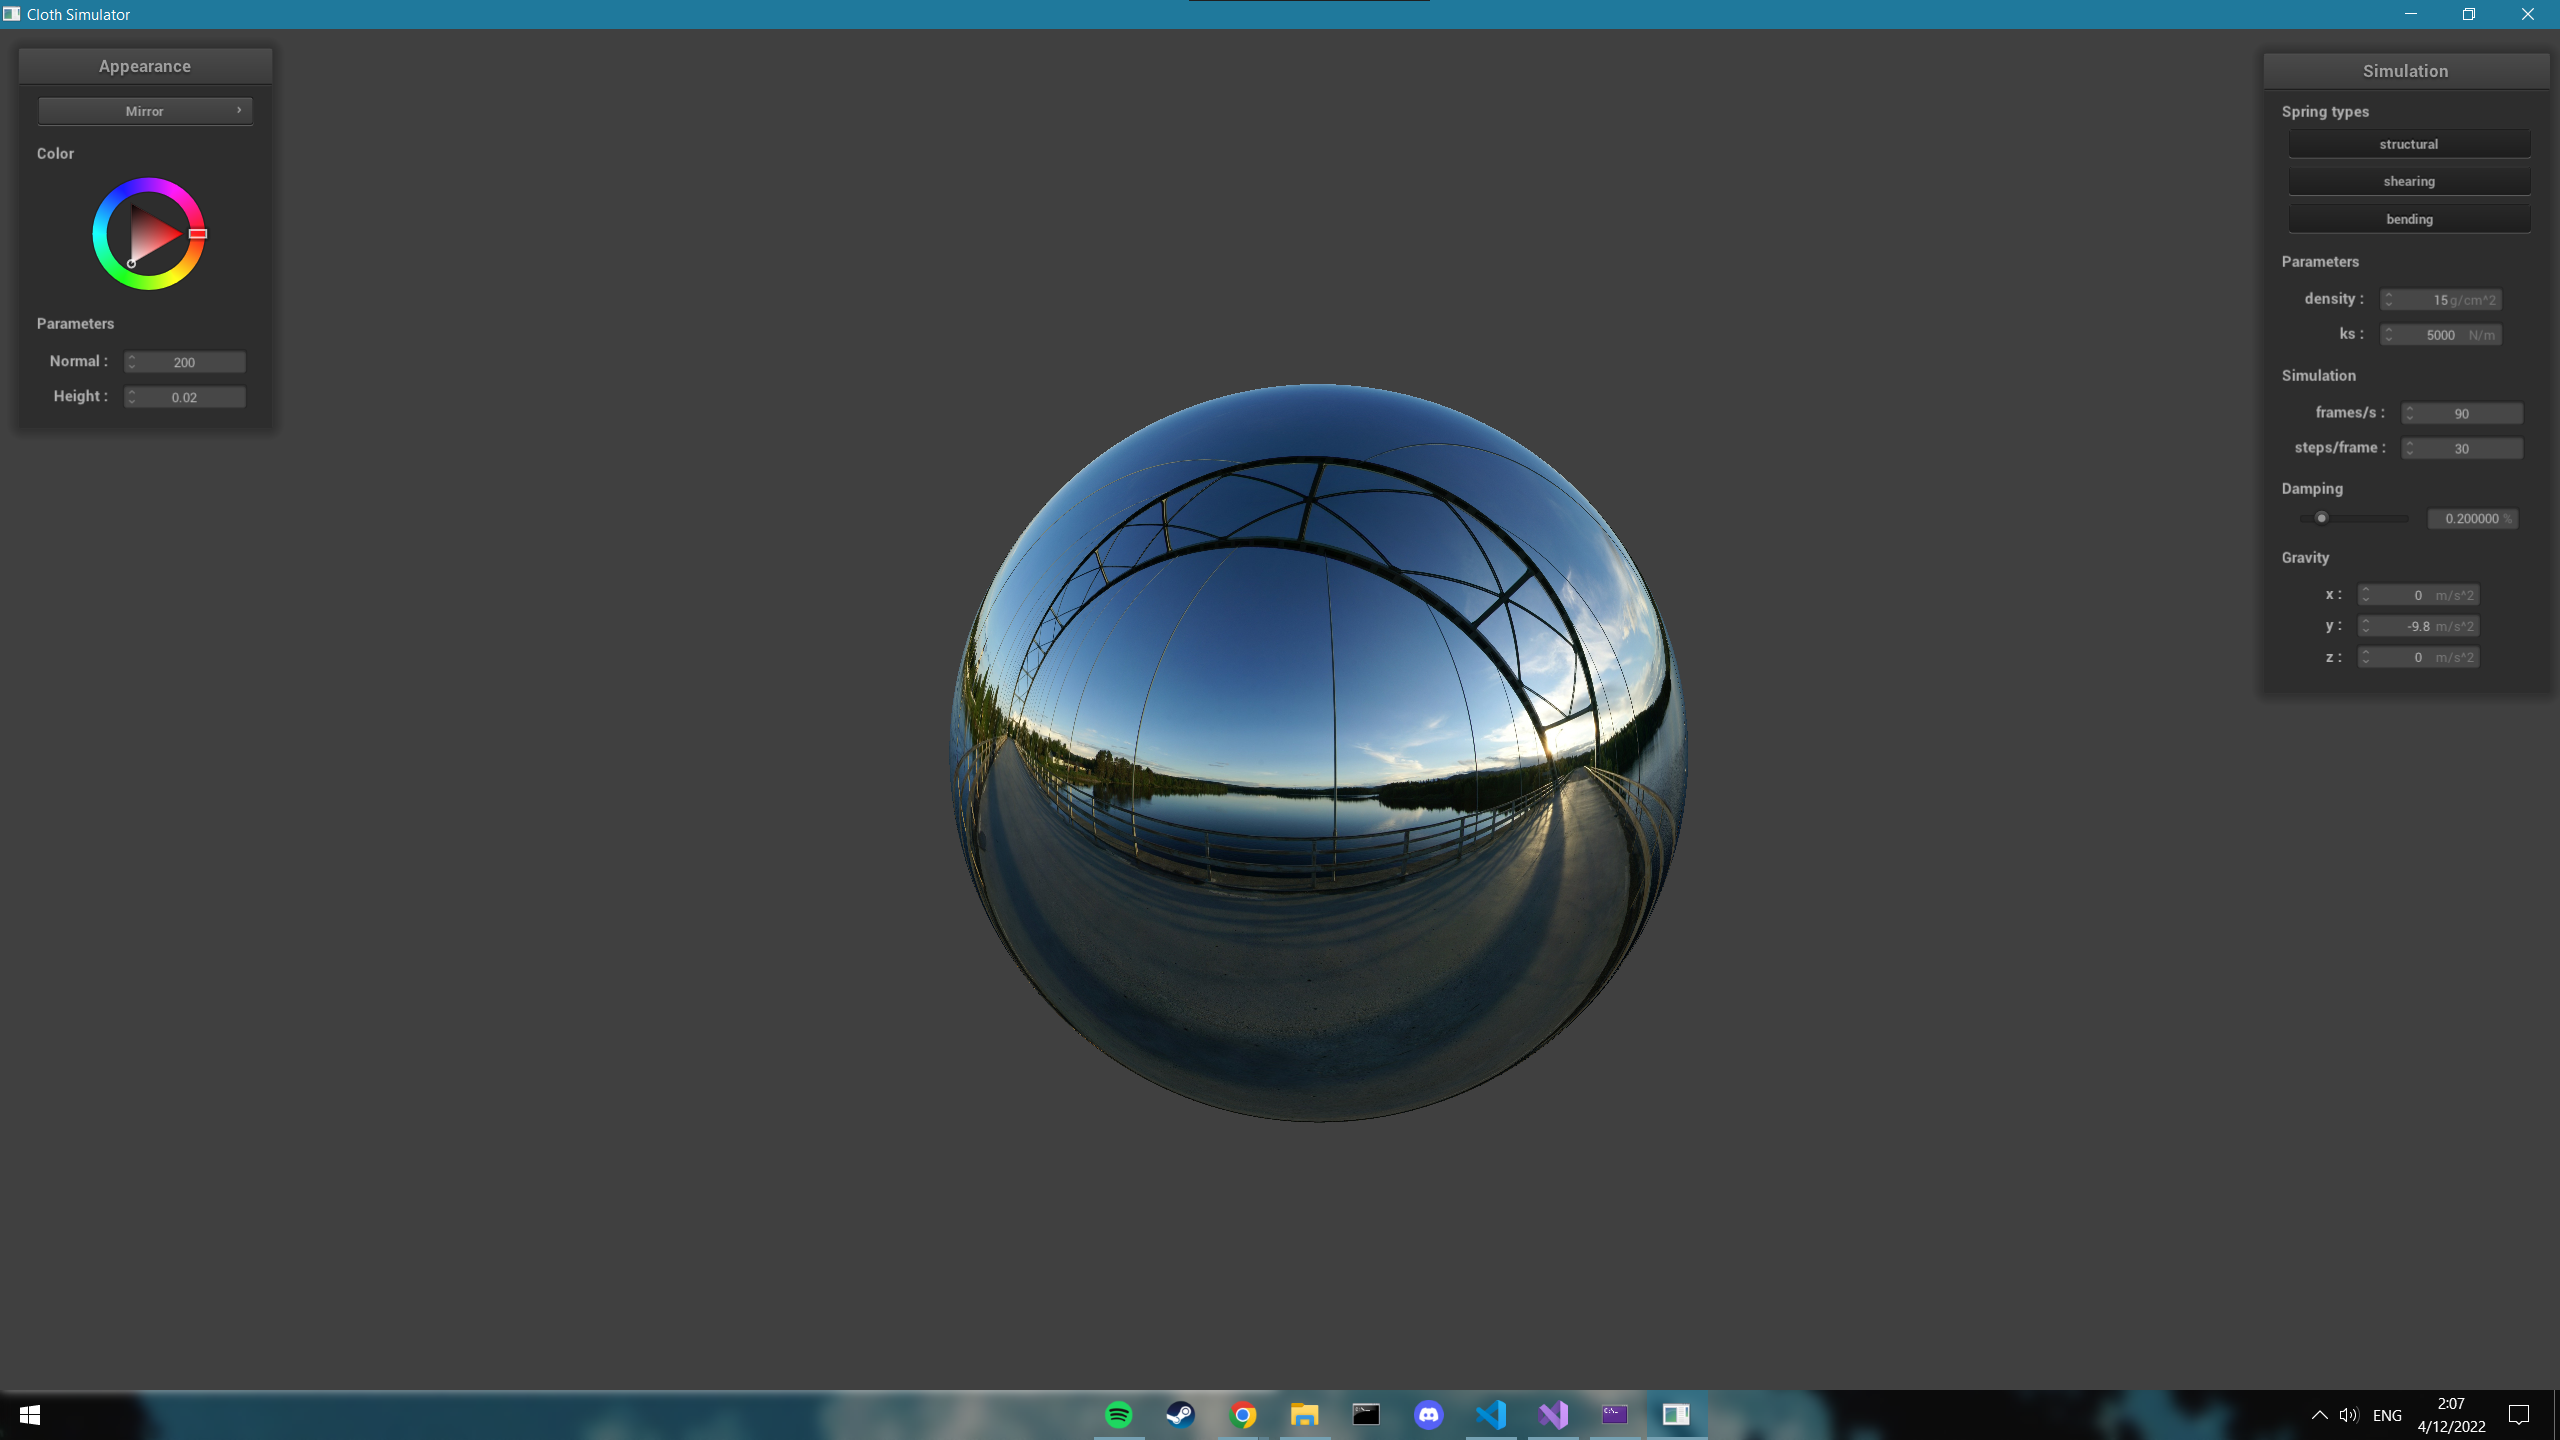 Cloth Simulator
Appearance
Mirror
Color
Parameters
Normal : 200
Height : 0.02
Simulation
Spring types
structural
shearing
bending
Parameters
density : 15 g/cm^2
ks : 5000 N/m
Simulation
frames/s : 90
steps/frame : 30
Damping
0.200000 %
Gravity
x : 0 m/s^2
y : -9.8 m/s^2
z : 0 m/s^2
ENG
2:07
4/12/2022